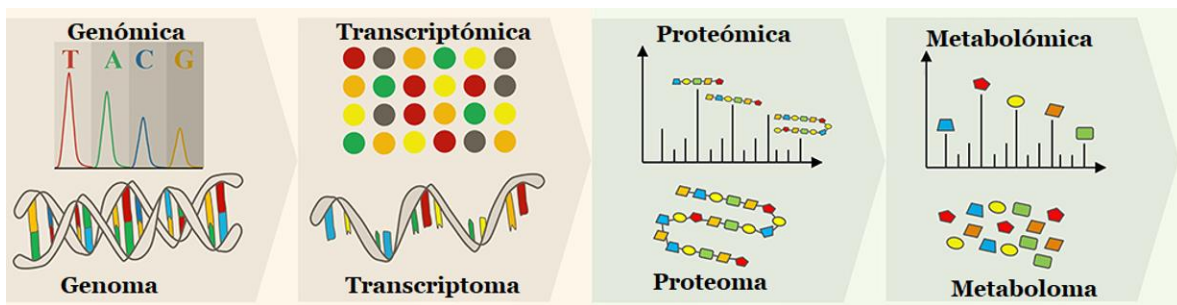 Genómica
T A C G
Genoma
Transcriptómica
Transcriptoma
Proteómica
Proteoma
Metabolómica
Metaboloma